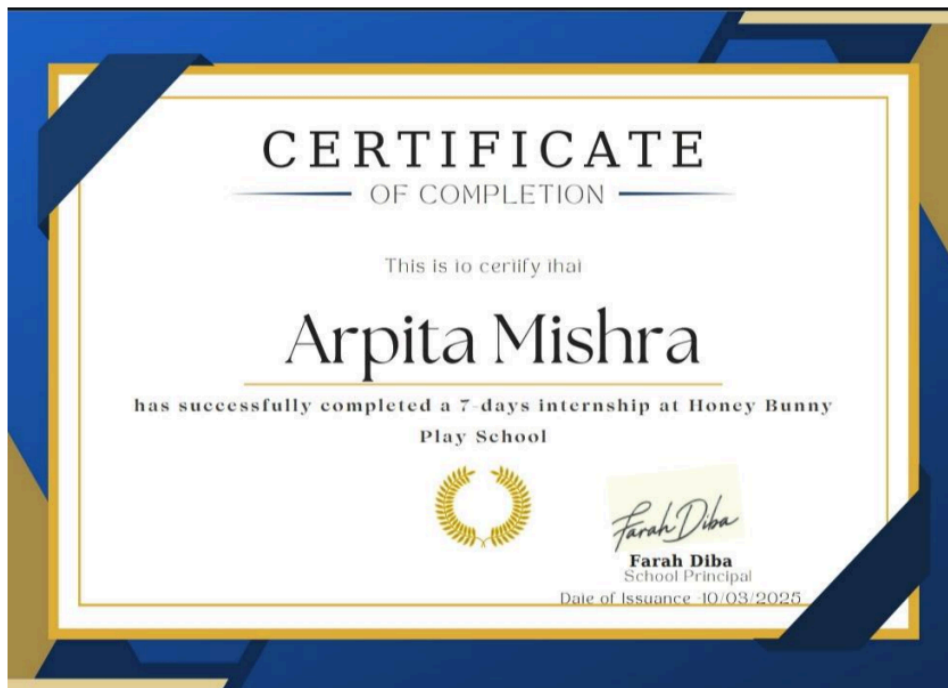 CERTIFICATE
OF COMPLETION
This is to certify that
Arpita Mishra
has successfully completed a 7-days internship at Honey Bunny
Play School
Farah Diba
Farah Diba
School Principal
Date of Issuance -10/03/2025